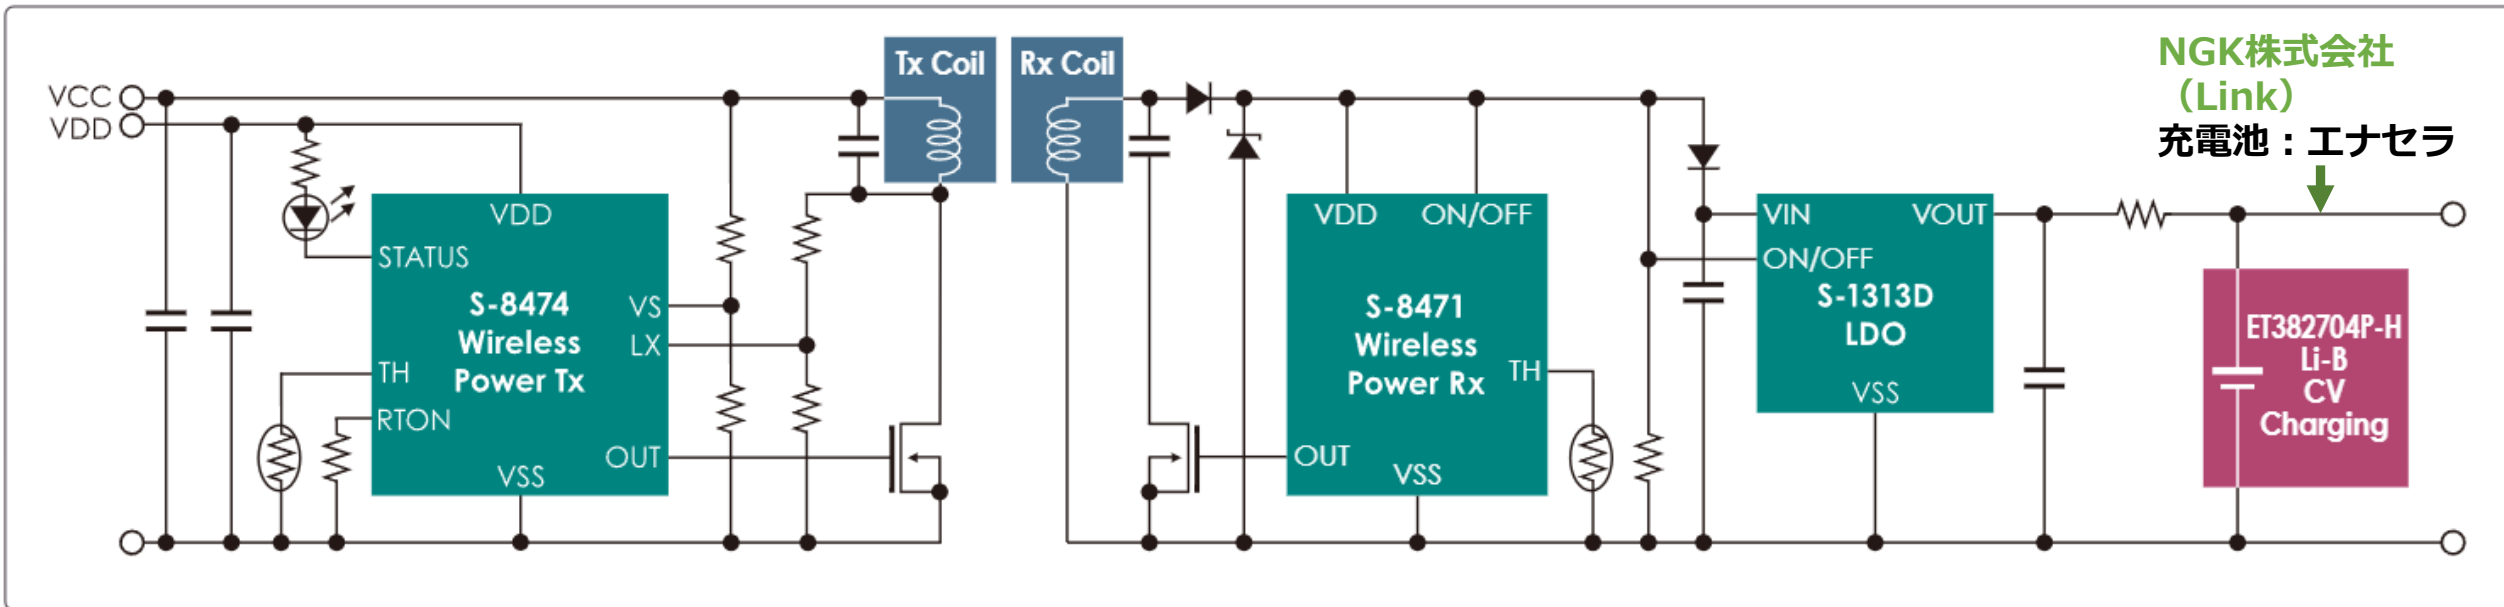 VCC
VDD
VDD
STATUS
S-8474
Wireless
Power Tx
VS
LX
TH
RTON
OUT
VSS
Tx Coil
Rx Coil
VDD
ON/OFF
S-8471
Wireless
Power Rx
TH
OUT
VSS
VIN
VOUT
ON/OFF
S-1313D
LDO
VSS
NGK株式会社
（Link）
充電池：エナセラ
ET382704P-H
Li-B
CV
Charging